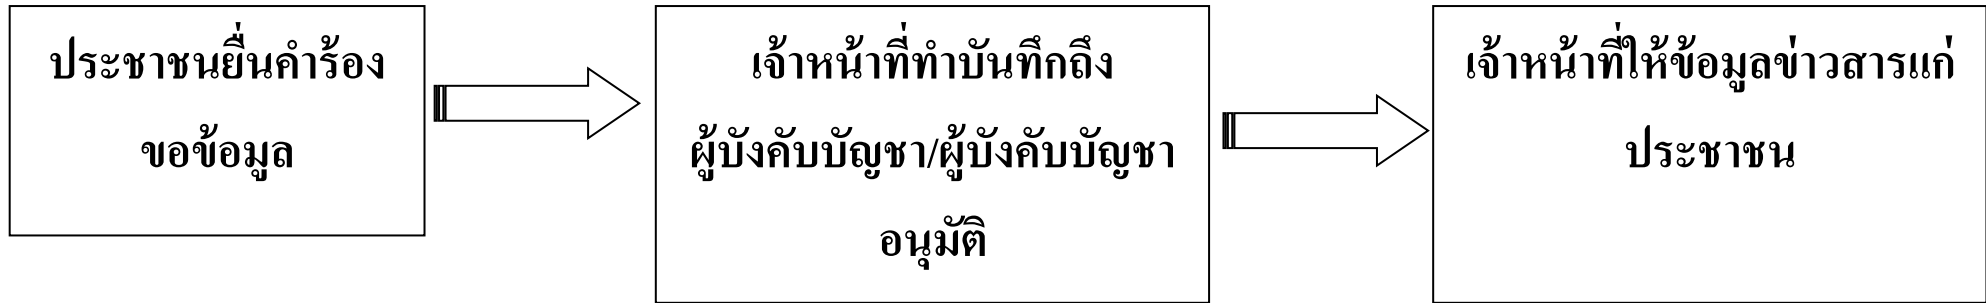 ประชาชนยื่นคำร้อง
ขอข้อมูล
เจ้าหน้าที่ทำบันทึกถึง
ผู้บังคับบัญชา/ผู้บังคับบัญชา
อนุมัติ
เจ้าหน้าที่ให้ข้อมูลข่าวสารแก่
ประชาชน